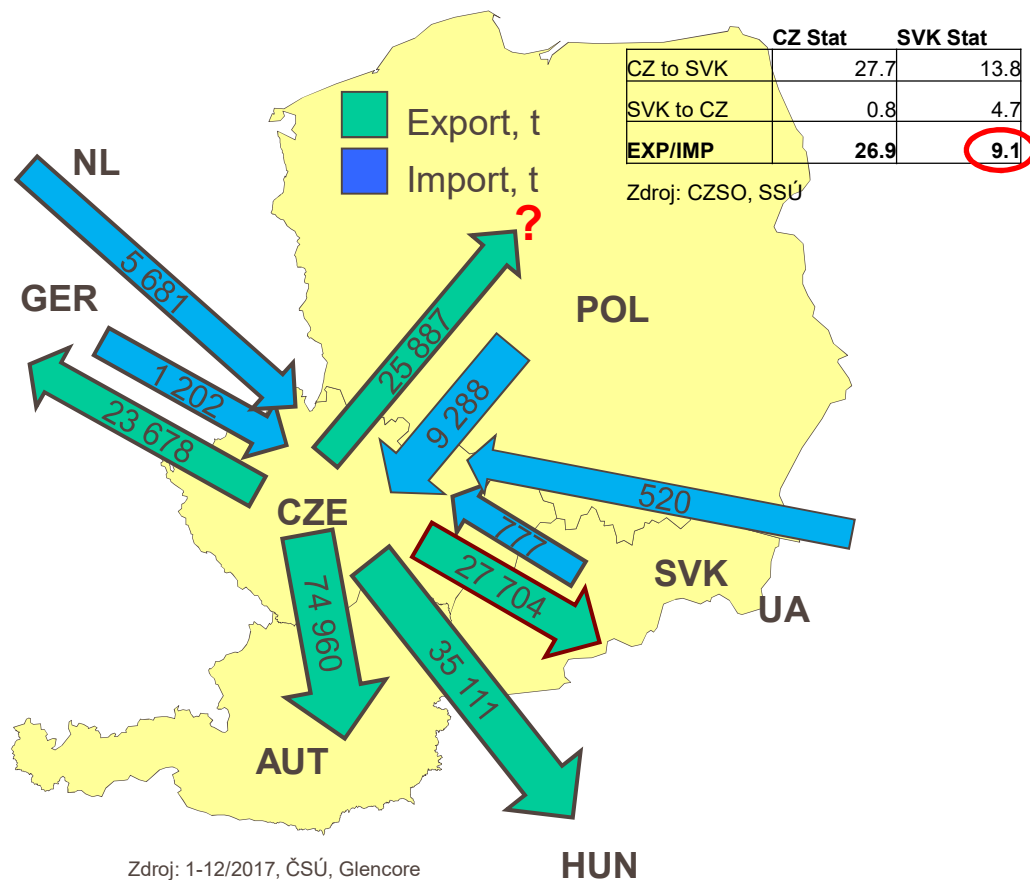 CZ Stat SVK Stat
CZ to SVK 27.7 13.8
SVK to CZ 0.8 4.7
EXP/IMP 26.9 9.1
Zdroj: CZSO, SSÚ
Export, t
Import, t
NL
?
5 681
GER
POL
25 887
1 202
9 288
23 678
520
CZE
777
SVK
27 704
UA
74 960
35 111
AUT
HUN
Zdroj: 1-12/2017, ČSÚ, Glencore